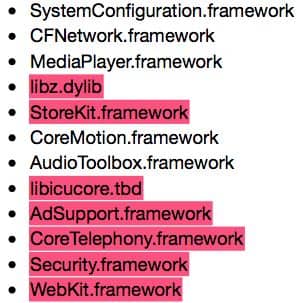 SystemConfiguration.framework
CFNetwork.framework
MediaPlayer.framework
libz.dylib
StoreKit.framework
CoreMotion.framework
AudioToolbox.framework
libicucore.tbd
AdSupport.framework
CoreTelephony.framework
Security.framework
WebKit.framework